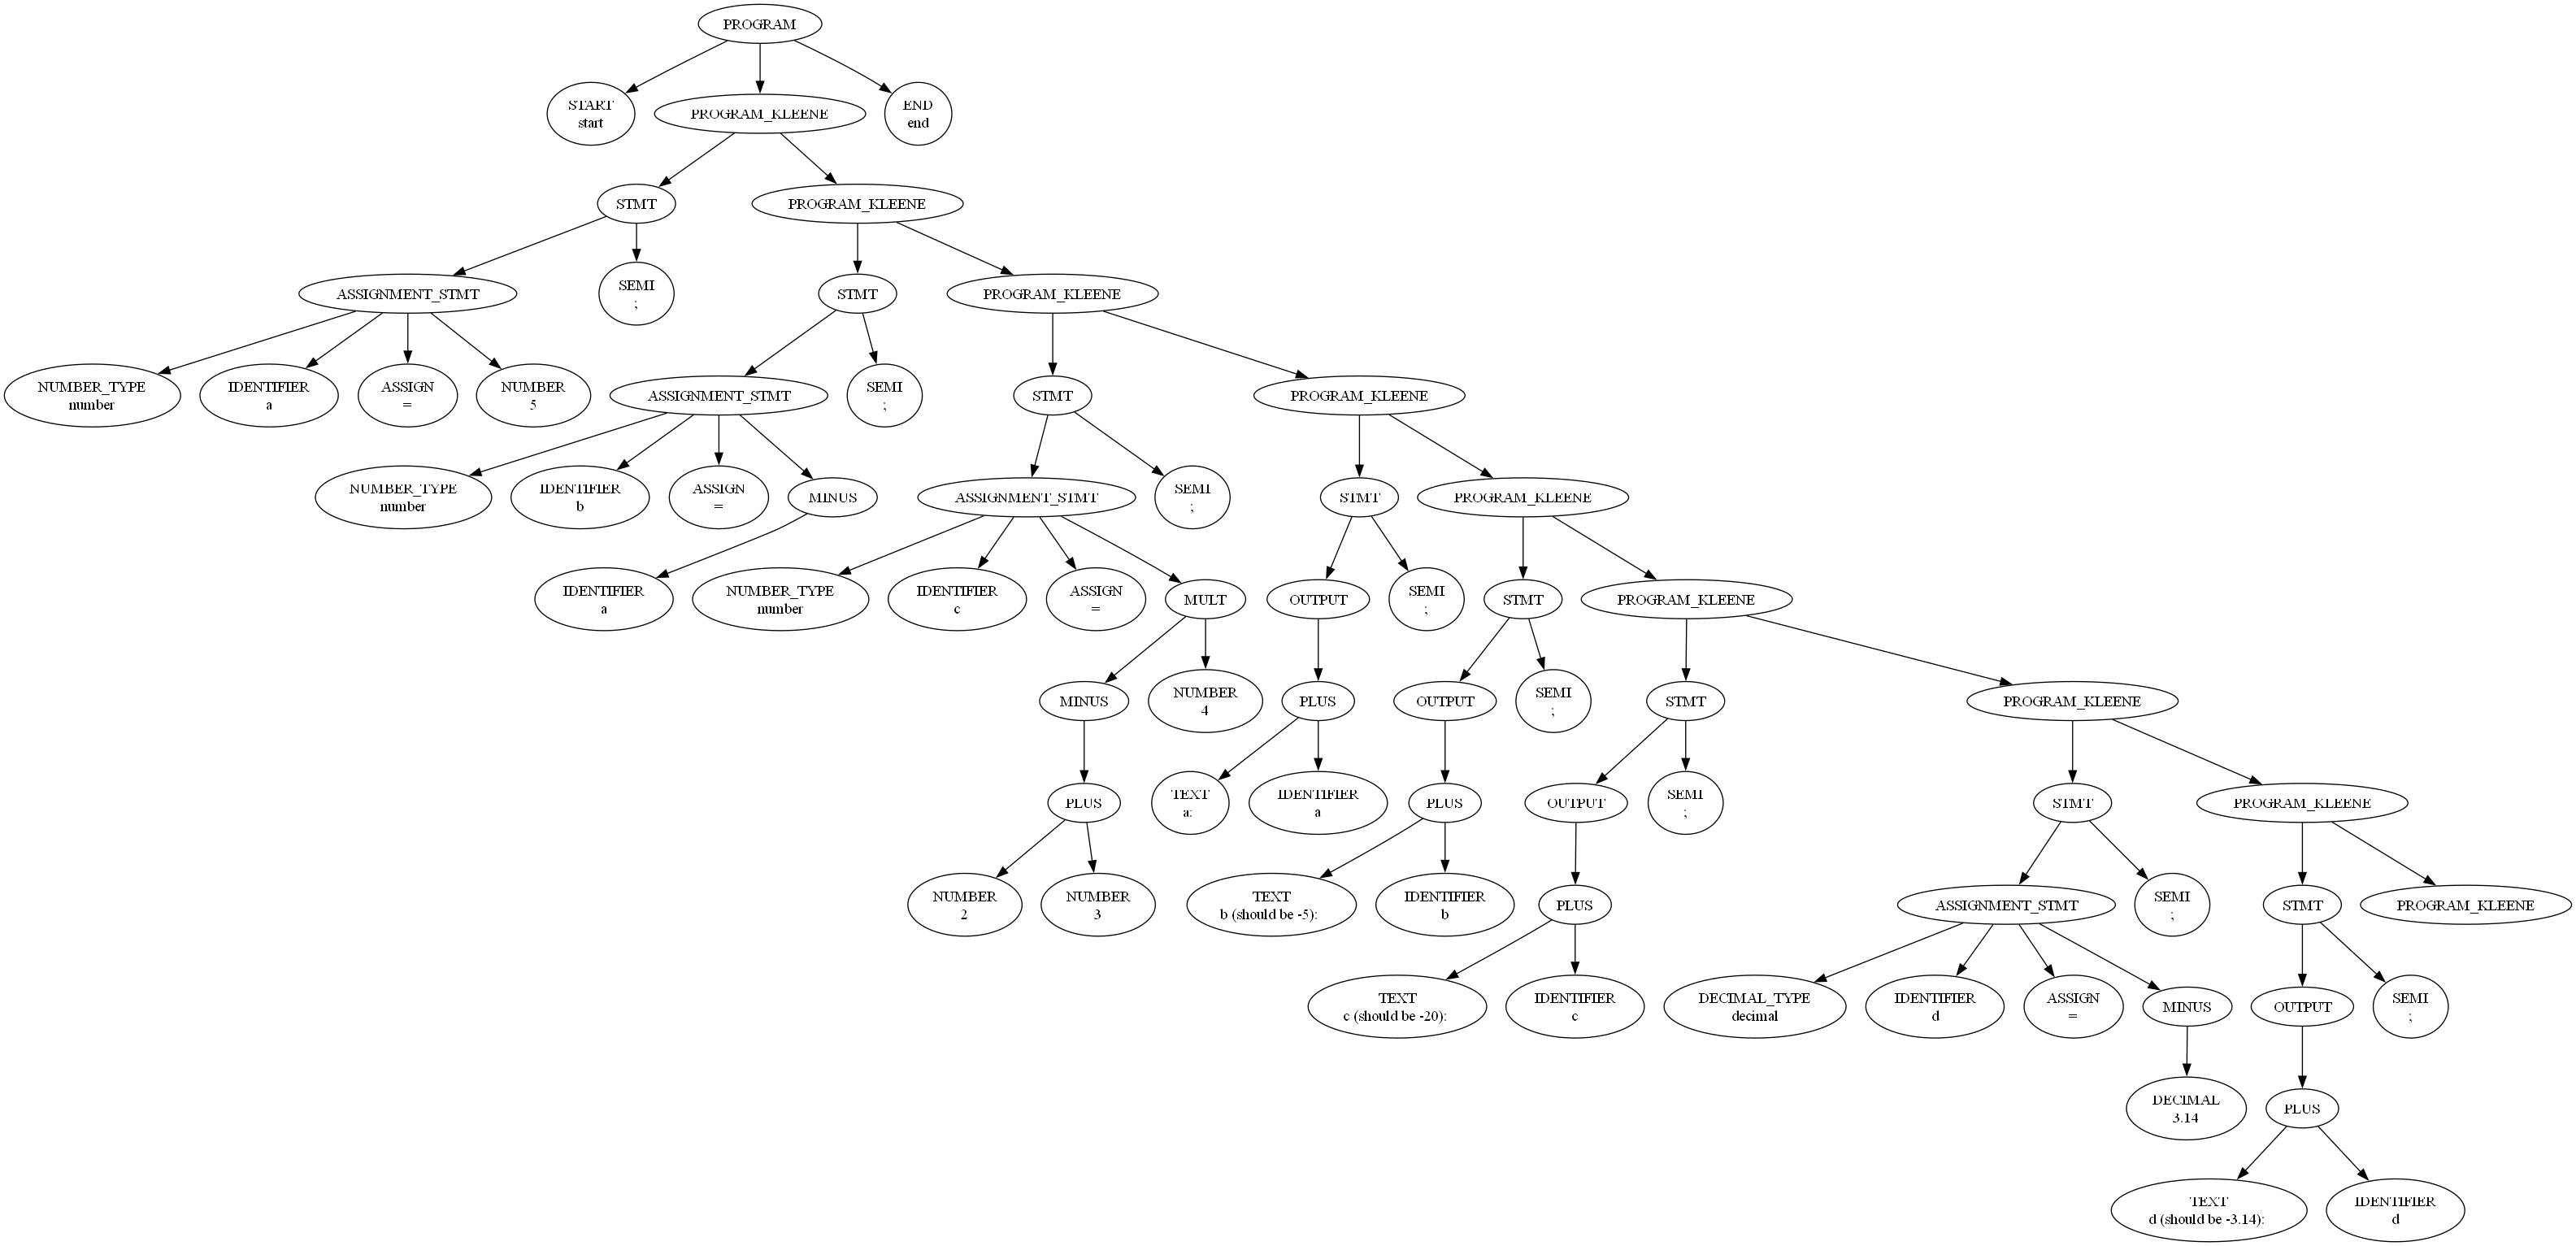 PROGRAM
START
start
PROGRAM_KLEENE
END
end
STMT
PROGRAM_KLEENE
ASSIGNMENT_STMT
SEMI
;
STMT
PROGRAM_KLEENE
NUMBER_TYPE
number
IDENTIFIER
a
ASSIGN
=
NUMBER
5
ASSIGNMENT_STMT
SEMI
;
STMT
PROGRAM_KLEENE
NUMBER_TYPE
number
IDENTIFIER
b
ASSIGN
=
MINUS
ASSIGNMENT_STMT
SEMI
;
STMT
PROGRAM_KLEENE
IDENTIFIER
a
NUMBER_TYPE
number
IDENTIFIER
c
ASSIGN
=
MULT
OUTPUT
SEMI
;
STMT
PROGRAM_KLEENE
MINUS
NUMBER
4
PLUS
OUTPUT
SEMI
;
STMT
PROGRAM_KLEENE
PLUS
TEXT
a:
IDENTIFIER
a
PLUS
OUTPUT
SEMI
;
STMT
PROGRAM_KLEENE
NUMBER
2
NUMBER
3
TEXT
b (should be -5):
IDENTIFIER
b
PLUS
ASSIGNMENT_STMT
SEMI
;
STMT
PROGRAM_KLEENE
TEXT
c (should be -20):
IDENTIFIER
c
DECIMAL_TYPE
decimal
IDENTIFIER
d
ASSIGN
=
MINUS
OUTPUT
SEMI
;
DECIMAL
3.14
PLUS
TEXT
d (should be -3.14):
IDENTIFIER
d